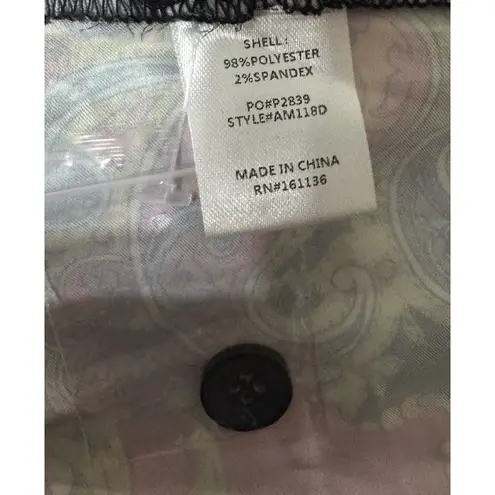 SHELL:
98%POLYESTER
2%SPANDEX
PO#P2839
STYLE#AM118D
MADE IN CHINA
RN#161136